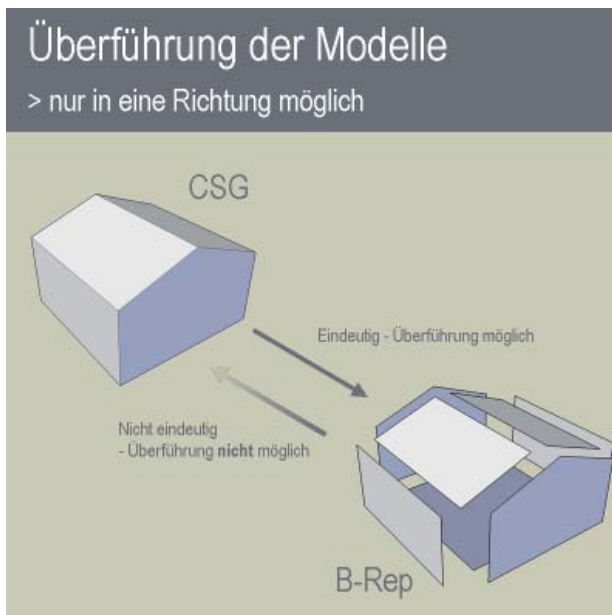 Überführung der Modelle
> nur in eine Richtung möglich
CSG
Eindeutig - Überführung möglich
Nicht eindeutig
- Überführung nicht möglich
B-Rep